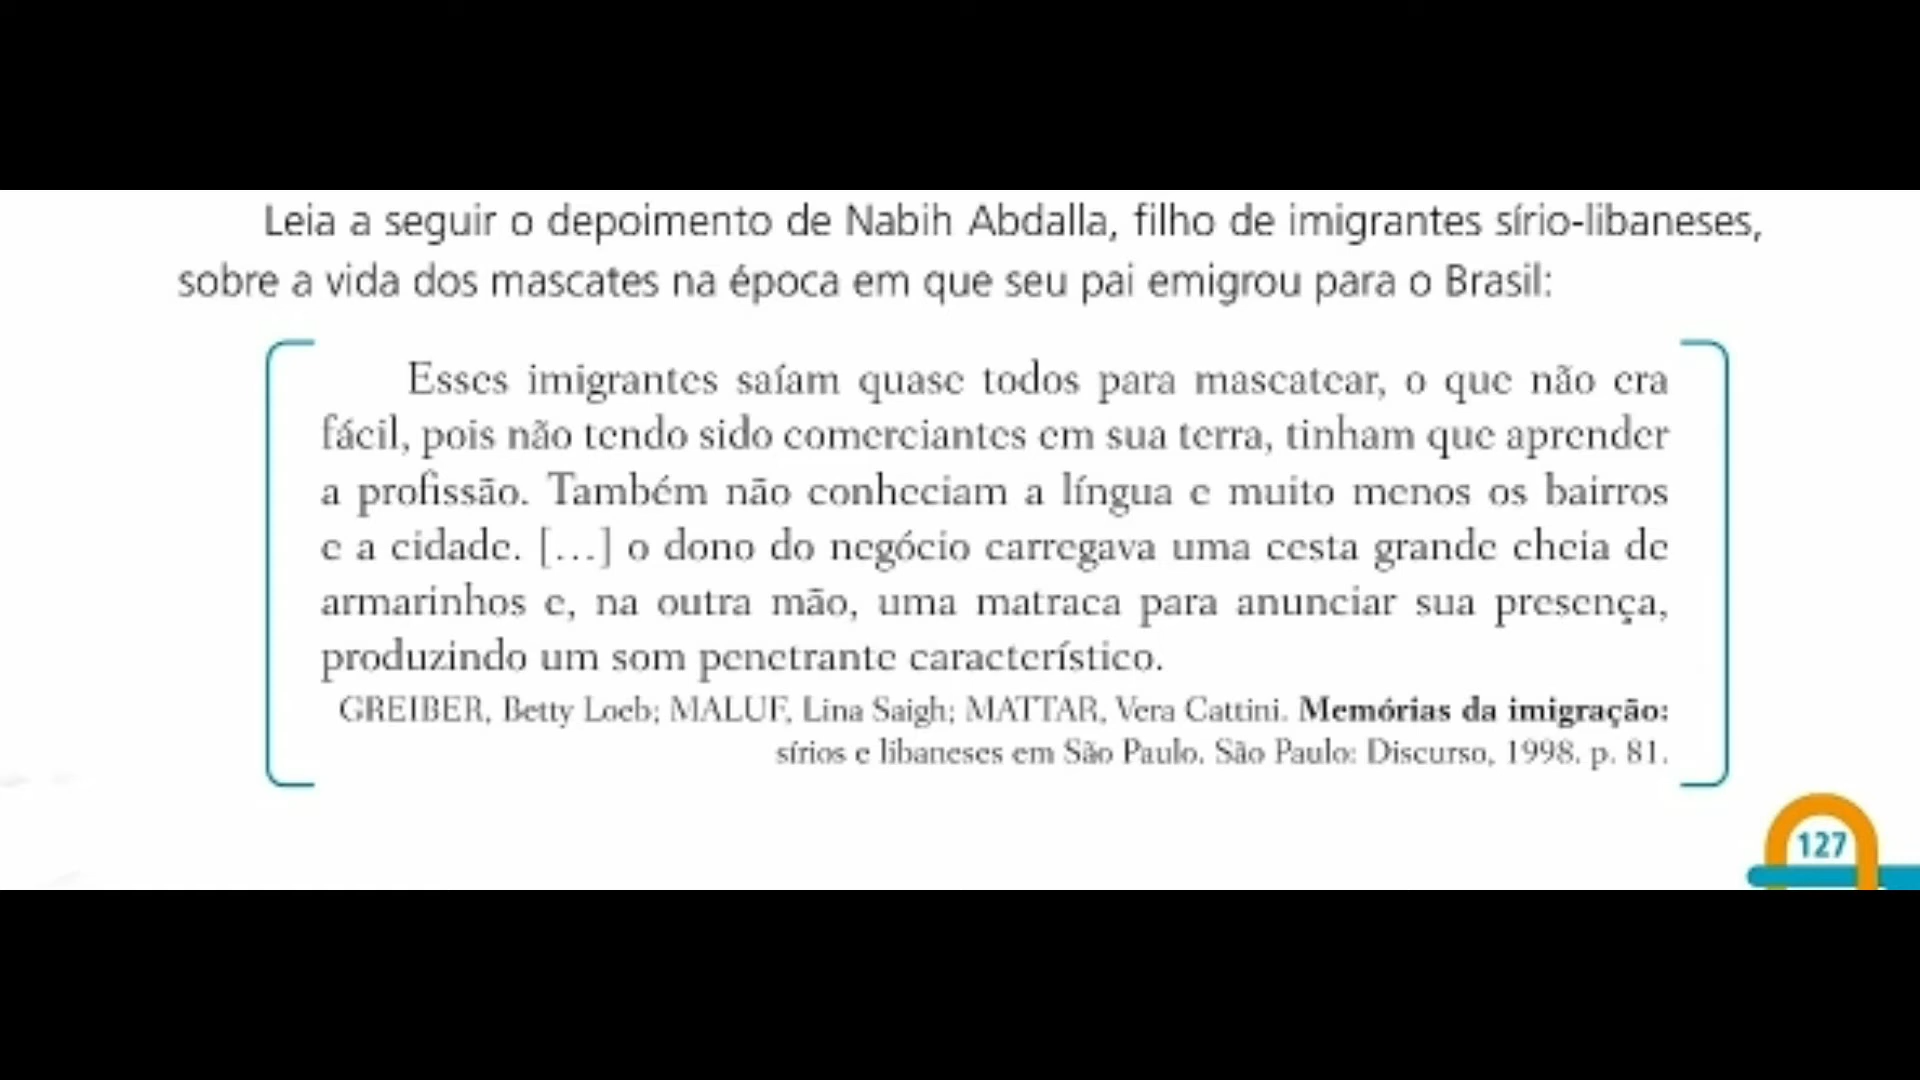 Leia a seguir o depoimento de Nabih Abdalla, filho de imigrantes sírio-libaneses,
sobre a vida dos mascates na época em que seu pai emigrou para o Brasil:
Esses imigrantes saíam quase todos para mascatear, o que não era
fácil, pois não tendo sido comerciantes em sua terra, tinham que aprender
a profissão. Também não conheciam a língua e muito menos os bairros
e a cidade. [...] o dono do negócio carregava uma cesta grande cheia de
armarinhos e, na outra mão, uma matraca para anunciar sua presença,
produzindo um som penetrante característico.
GREIBER, Betty Loeb; MALUF, Lina Saigh; MATTAR, Vera Cattini. Memórias da imigração:
sírios e libaneses em São Paulo. São Paulo: Discurso, 1998. p. 81.
127